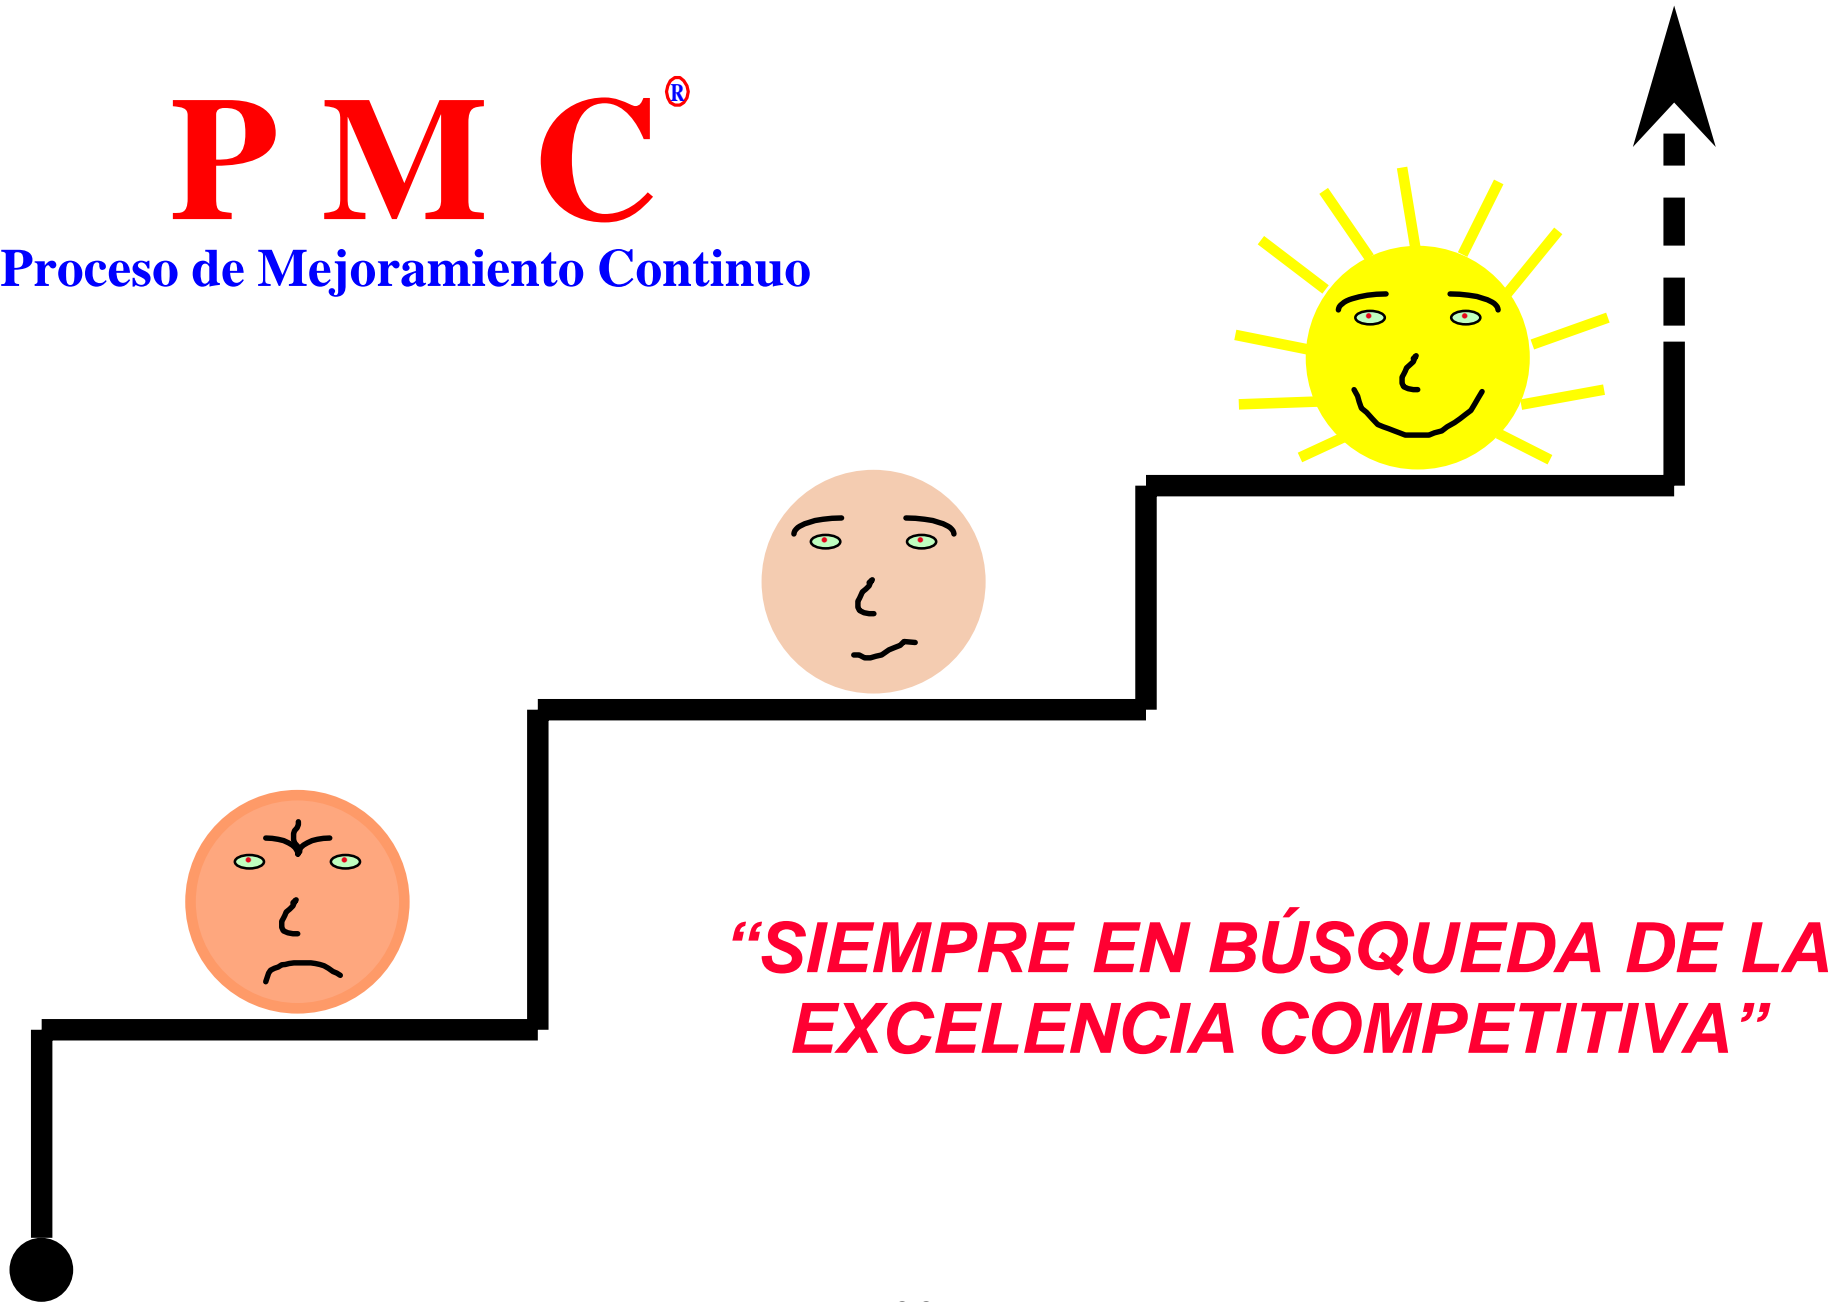 P M C®
Proceso de Mejoramiento Continuo
“SIEMPRE EN BÚSQUEDA DE LA
EXCELENCIA COMPETITIVA”